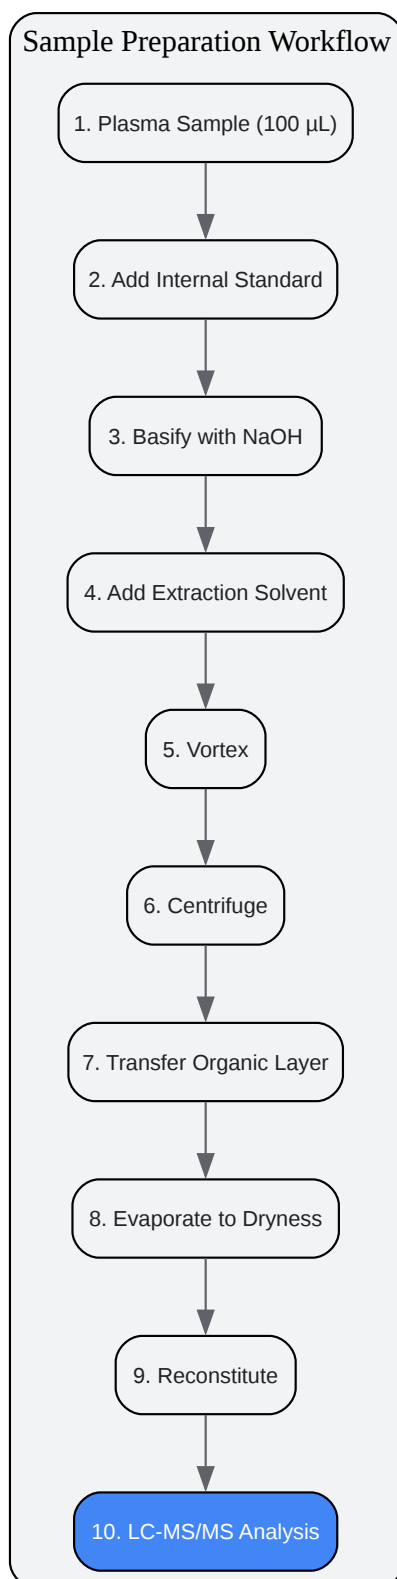 Sample Preparation Workflow
1. Plasma Sample (100 µL)
2. Add Internal Standard
3. Basify with NaOH
4. Add Extraction Solvent
5. Vortex
6. Centrifuge
7. Transfer Organic Layer
8. Evaporate to Dryness
9. Reconstitute
10. LC-MS/MS Analysis